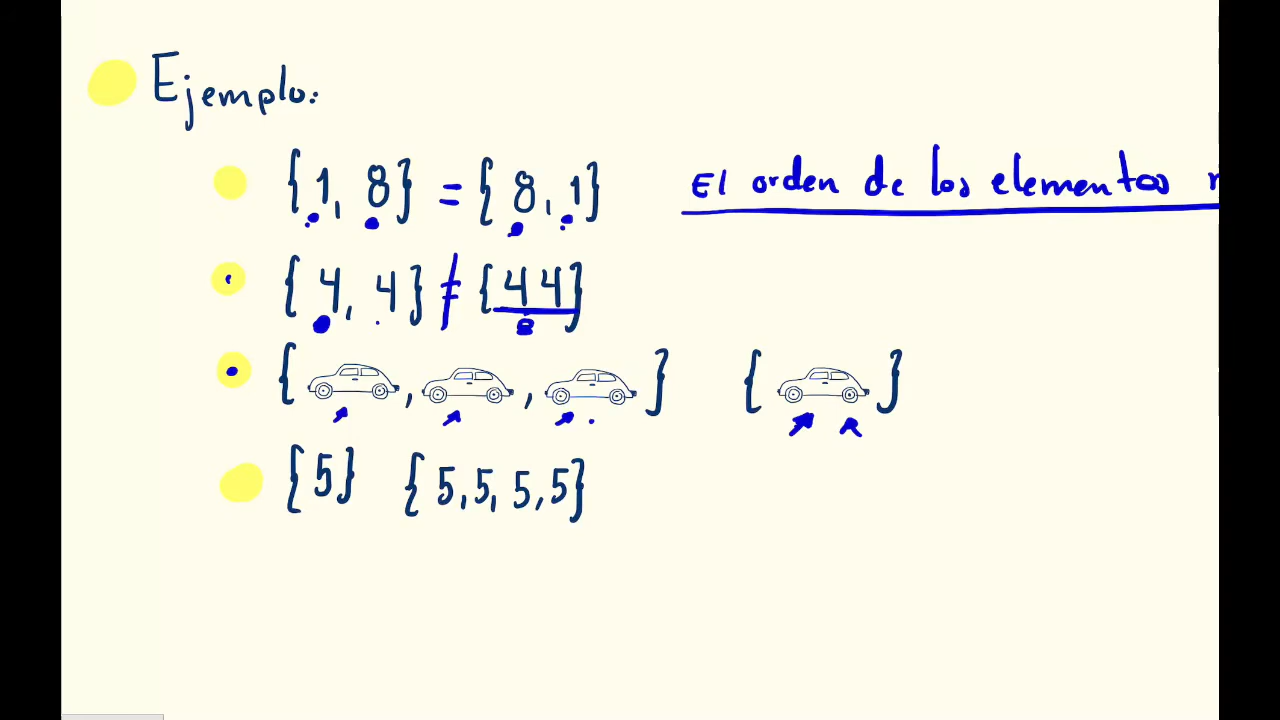 Ejemplo:
{1, 8} = {8, 1} El orden de los elementos
{4, 4} ≠ {44}
{ , , } { }
{5} {5, 5, 5, 5}